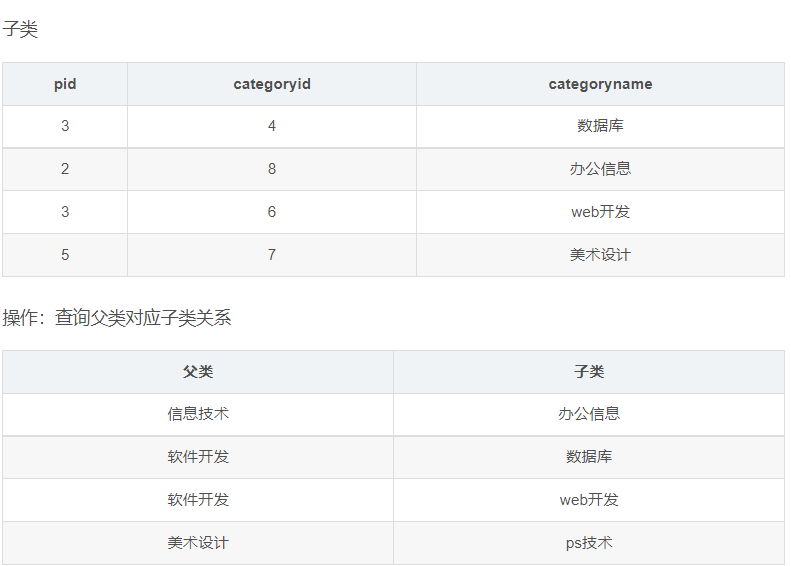 子类
pid categoryid categoryname
3 4 数据库
2 8 办公信息
3 6 web开发
5 7 美术设计
操作：查询父类对应子类关系
父类 子类
信息技术 办公信息
软件开发 数据库
软件开发 web开发
美术设计 ps技术